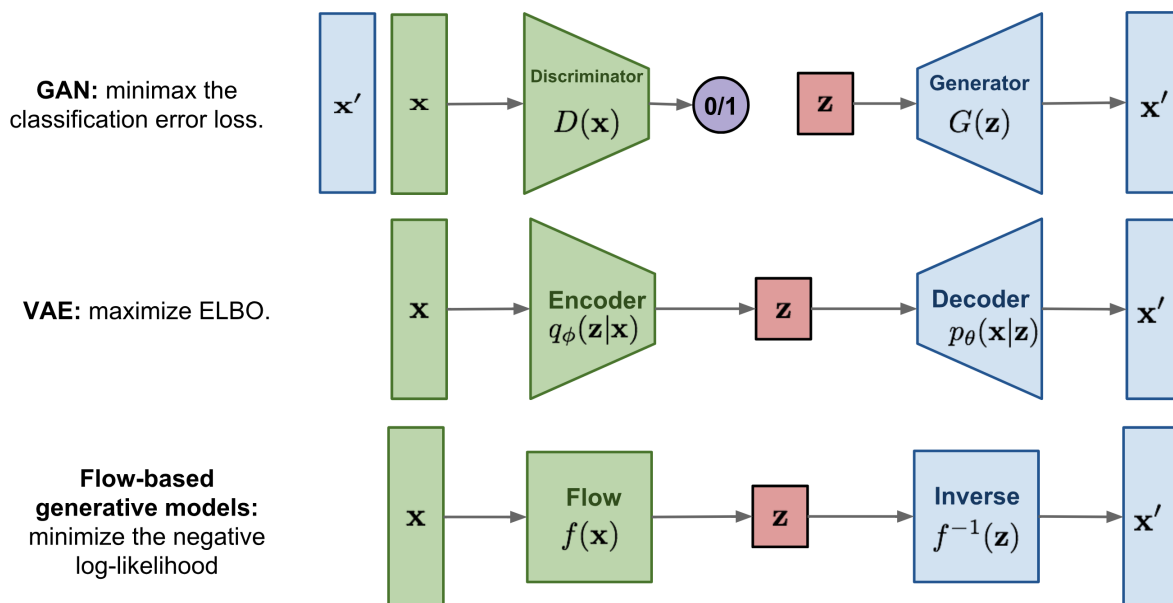 GAN: minimax the
classification error loss.
x′
x
Discriminator
D(x)
0/1
z
Generator
G(z)
x′
VAE: maximize ELBO.
x
Encoder
qϕ(z|x)
z
Decoder
pθ(x|z)
x′
Flow-based
generative models:
minimize the negative
log-likelihood
x
Flow
f(x)
z
Inverse
f⁻¹(z)
x′